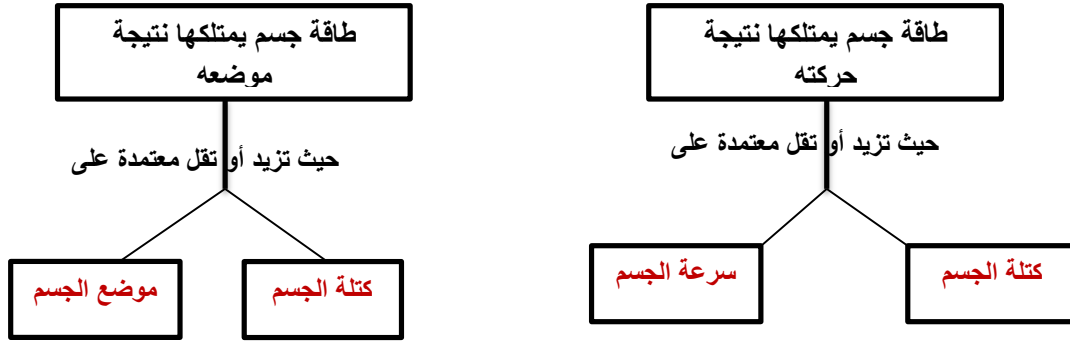 طاقة جسم يمتلكها نتيجة
حركته
حيث تزيد أو تقل معتمدة على
كتلة الجسم
سرعة الجسم
طاقة جسم يمتلكها نتيجة
موضعه
حيث تزيد أو تقل معتمدة على
كتلة الجسم
موضع الجسم